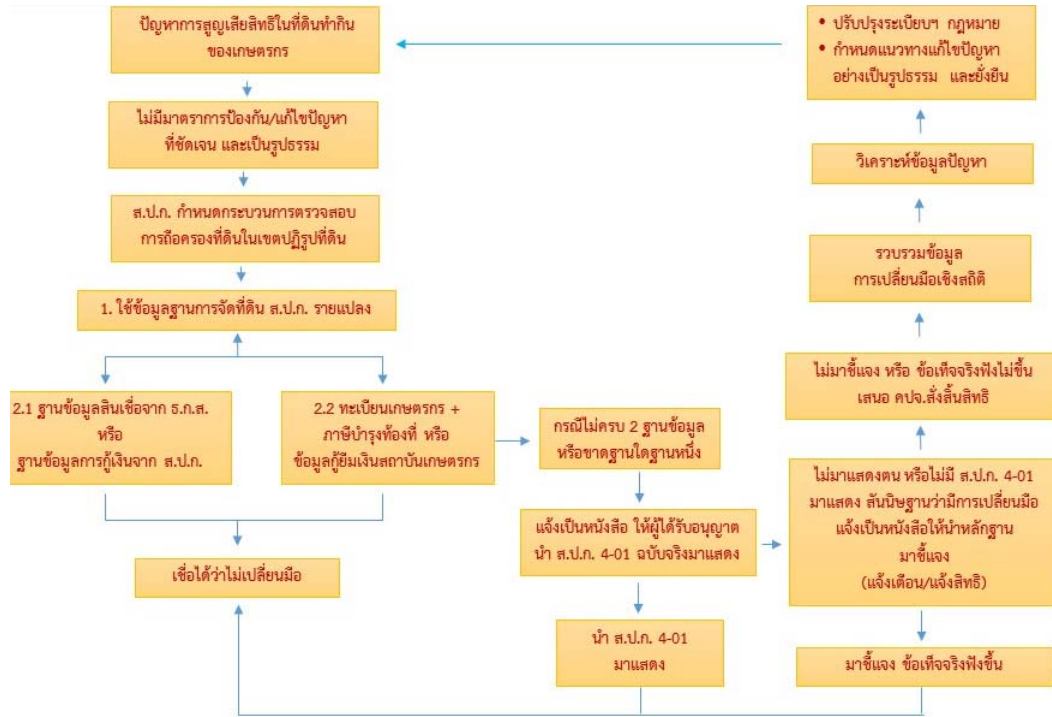 ปัญหาการสูญเสียสิทธิในที่ดินทำกิน
ของเกษตรกร
ไม่มีมาตราการป้องกัน/แก้ไขปัญหา
ที่ชัดเจน และเป็นรูปธรรม
ส.ป.ก. กำหนดกระบวนการตรวจสอบ
การถือครองที่ดินในเขตปฏิรูปที่ดิน
1. ใช้ข้อมูลฐานการจัดที่ดิน ส.ป.ก. รายแปลง
2.1 ฐานข้อมูลสินเชื่อจาก ธ.ก.ส.
หรือ
ฐานข้อมูลการกู้เงินจาก ส.ป.ก.
2.2 ทะเบียนเกษตรกร +
ภาษีบำรุงท้องที่ หรือ
ข้อมูลกู้ยืมเงินสถาบันเกษตรกร
เชื่อได้ว่าไม่เปลี่ยนมือ
กรณีไม่ครบ 2 ฐานข้อมูล
หรือขาดฐานใดฐานหนึ่ง
แจ้งเป็นหนังสือ ให้ผู้ได้รับอนุญาต
นำ ส.ป.ก. 4-01 ฉบับจริงมาแสดง
นำ ส.ป.ก. 4-01
มาแสดง
• ปรับปรุงระเบียบฯ กฎหมาย
• กำหนดแนวทางแก้ไขปัญหา
อย่างเป็นรูปธรรม และยั่งยืน
วิเคราะห์ข้อมูลปัญหา
รวบรวมข้อมูล
การเปลี่ยนมือเชิงสถิติ
ไม่มาชี้แจง หรือ ข้อเท็จจริงฟังไม่ขึ้น
เสนอ คปจ.สั่งสิ้นสิทธิ
ไม่มาแสดงตน หรือไม่มี ส.ป.ก. 4-01
มาแสดง สันนิษฐานว่ามีการเปลี่ยนมือ
แจ้งเป็นหนังสือให้นำหลักฐาน
มาชี้แจง
(แจ้งเตือน/แจ้งสิทธิ)
มาชี้แจง ข้อเท็จจริงฟังขึ้น